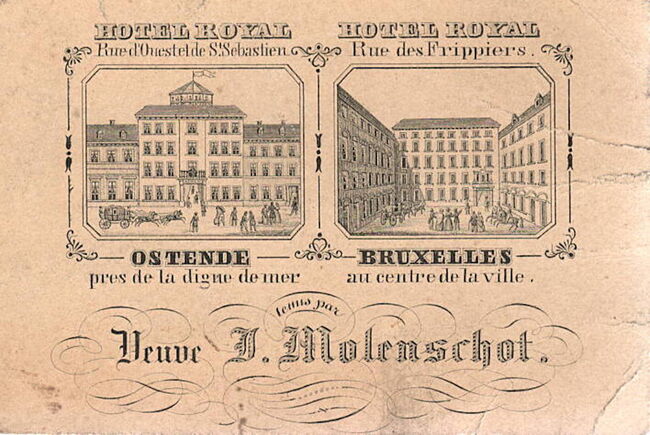 HOTEL ROYAL
Rue d'Ouest et de St Sébastien.
OSTENDE
pres de la digue de mer
HOTEL ROYAL
Rue des Frippiers.
BRUXELLES
au centre de la ville.
tenus par
Veuve J. Molenschot.